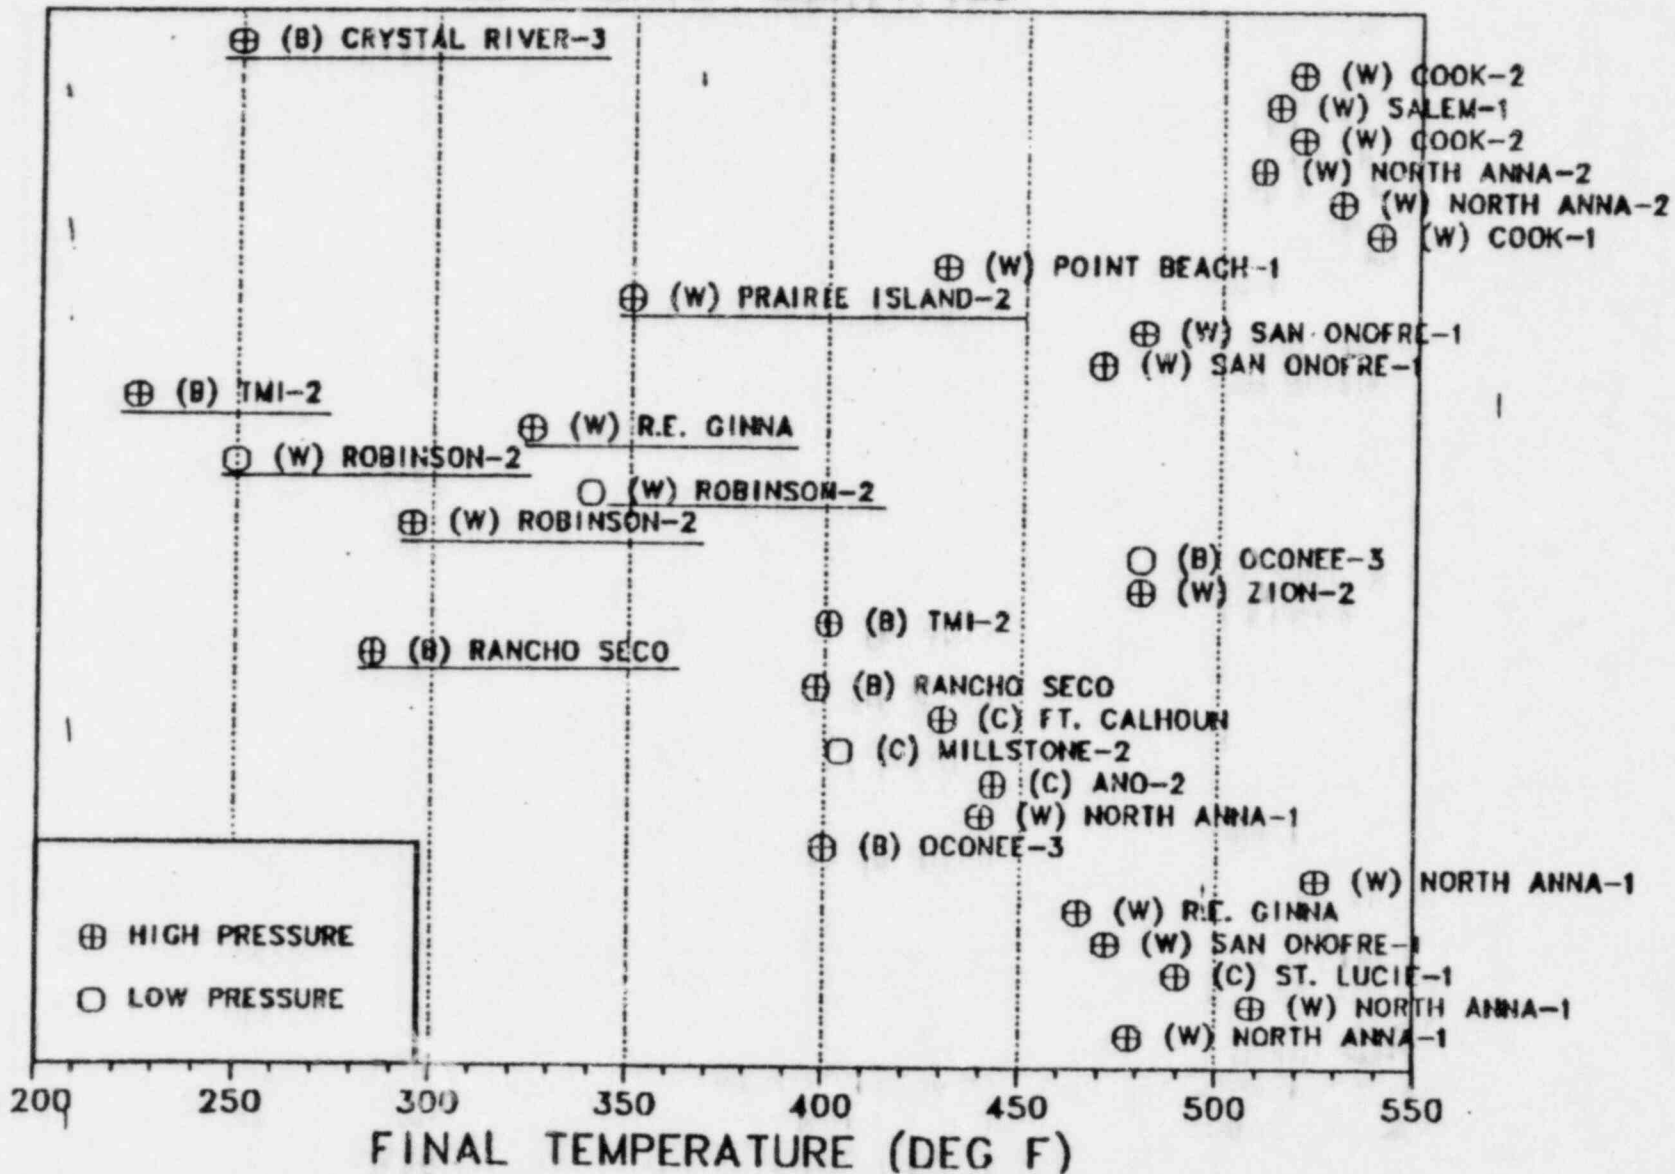 (B) CRYSTAL RIVER-3
(W) COOK-2
(W) SALEM-1
(W) COOK-2
(W) NORTH ANNA-2
(W) NORTH ANNA-2
(W) COOK-1
(W) POINT BEACH-1
(W) PRAIRIE ISLAND-2
(W) SAN ONOFRE-1
(W) SAN ONOFRE-1
(B) TMI-2
(W) R.E. GINNA
(W) ROBINSON-2
(W) ROBINSON-2
(W) ROBINSON-2
(B) OCONEE-3
(W) ZION-2
(B) TMI-2
(B) RANCHO SECO
(B) RANCHO SECO
(C) FT. CALHOUN
(C) MILLSTONE-2
(C) ANO-2
(W) NORTH ANNA-1
(B) OCONEE-3
(W) NORTH ANNA-1
(W) R.E. GINNA
(W) SAN ONOFRE-1
(C) ST. LUCIE-1
(W) NORTH ANNA-1
(W) NORTH ANNA-1
HIGH PRESSURE
LOW PRESSURE
200 250 300 350 400 450 500 550
FINAL TEMPERATURE (DEG F)